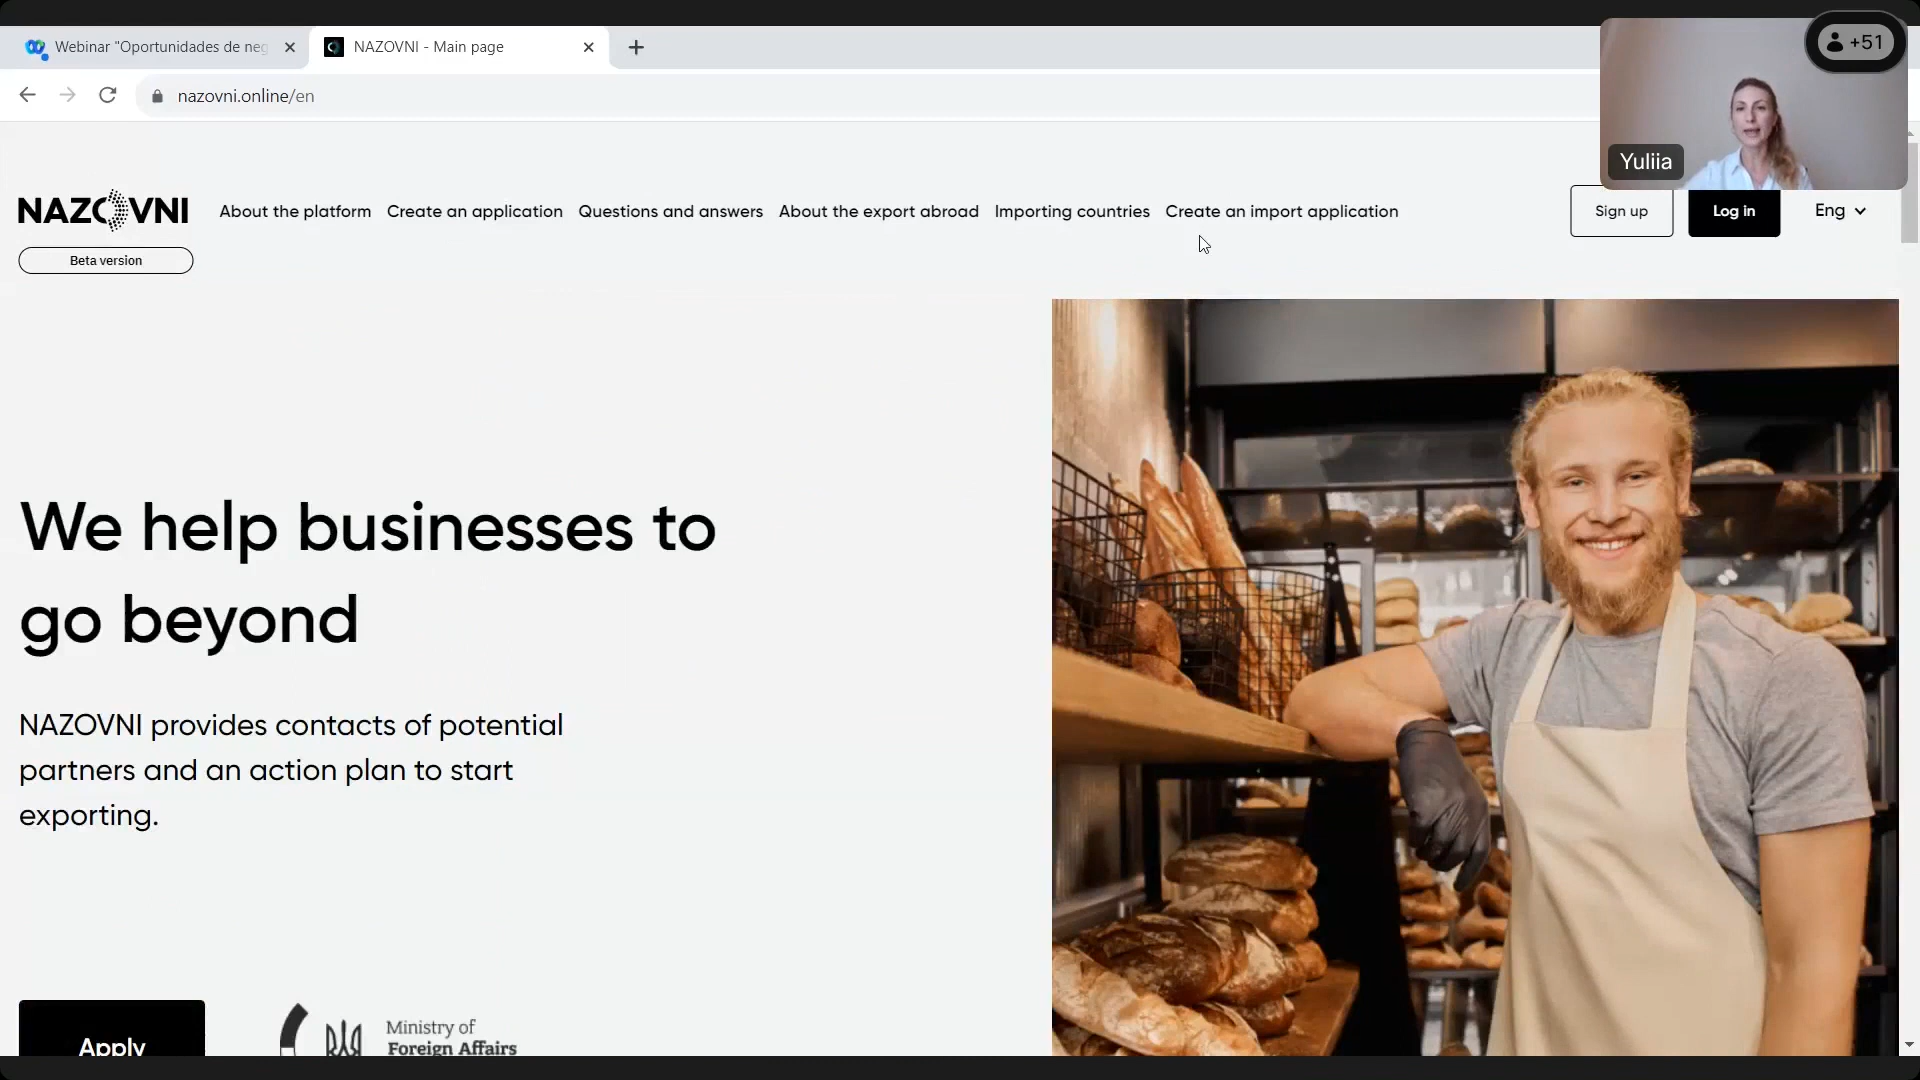 Webinar "Oportunidades de neg
NAZOVNI - Main page
+51
nazovni.online/en
Yuliia
NAZOVNI
About the platform
Create an application
Questions and answers
About the export abroad
Importing countries
Create an import application
Sign up
Log in
Eng
Beta version
We help businesses to
go beyond
NAZOVNI provides contacts of potential
partners and an action plan to start
exporting.
Apply
Ministry of
Foreign Affairs